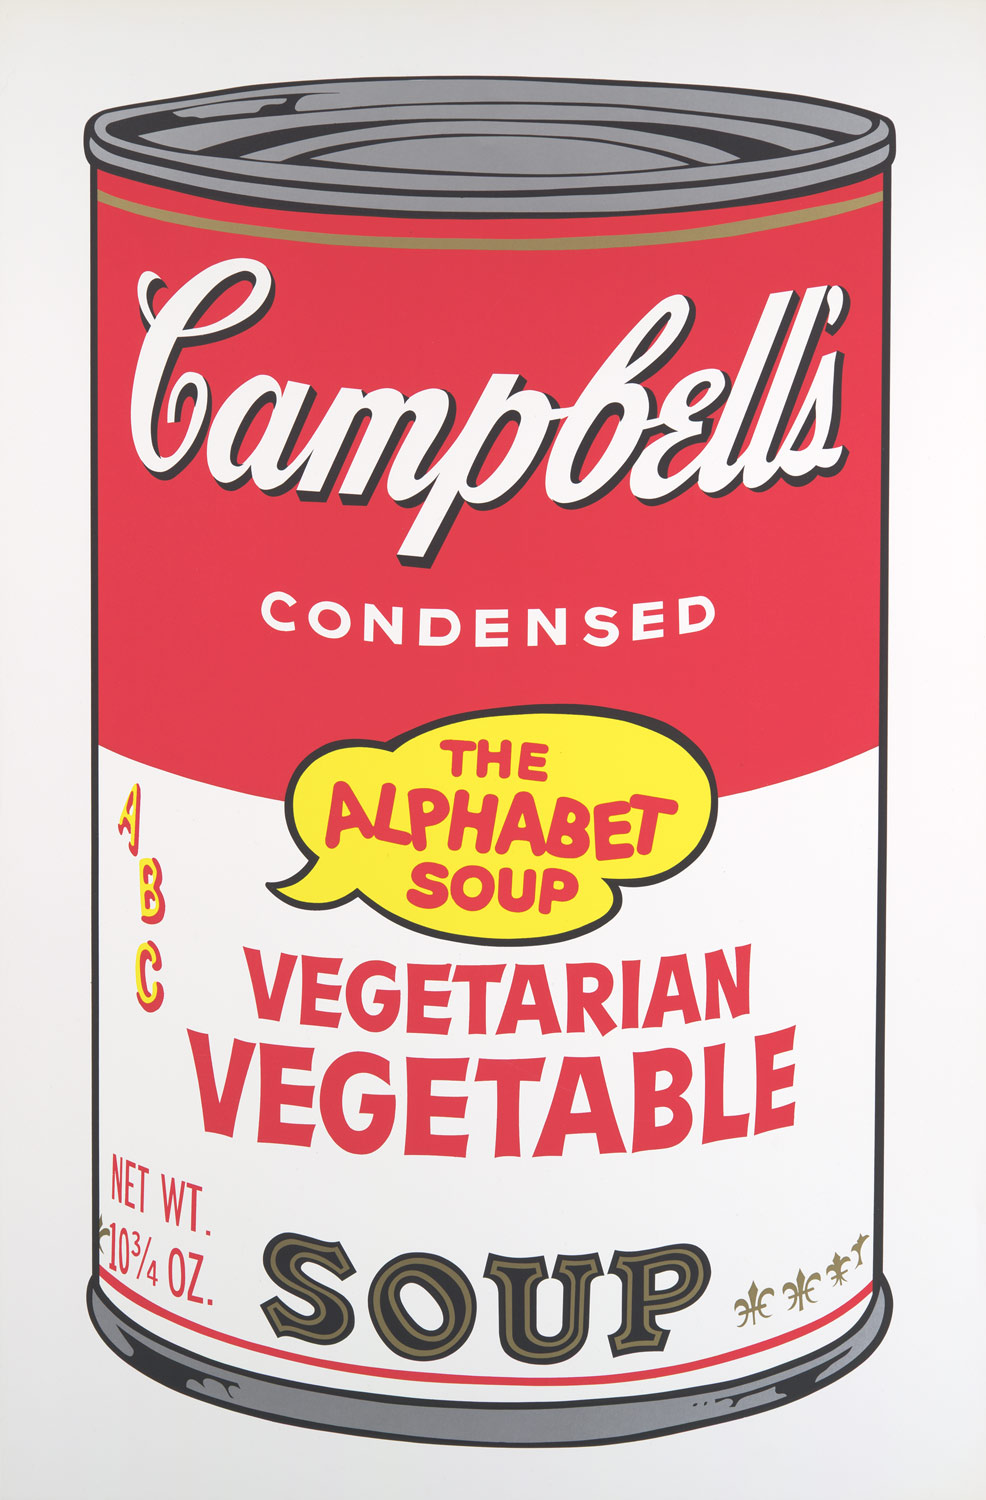 Campbell's
CONDENSED
THE
ALPHABET
SOUP
A
B
C
VEGETARIAN
VEGETABLE
NET WT.
10¾ OZ.
SOUP